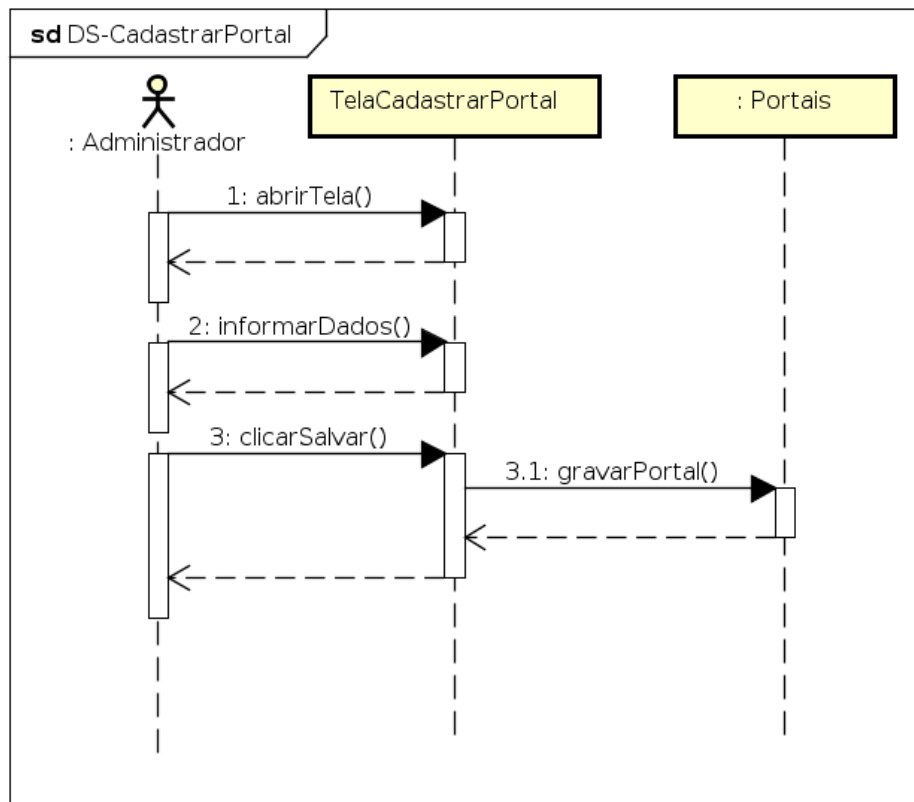 sd DS-CadastrarPortal
: Administrador
TelaCadastrarPortal
: Portais
1: abrirTela()
2: informarDados()
3: clicarSalvar()
3.1: gravarPortal()